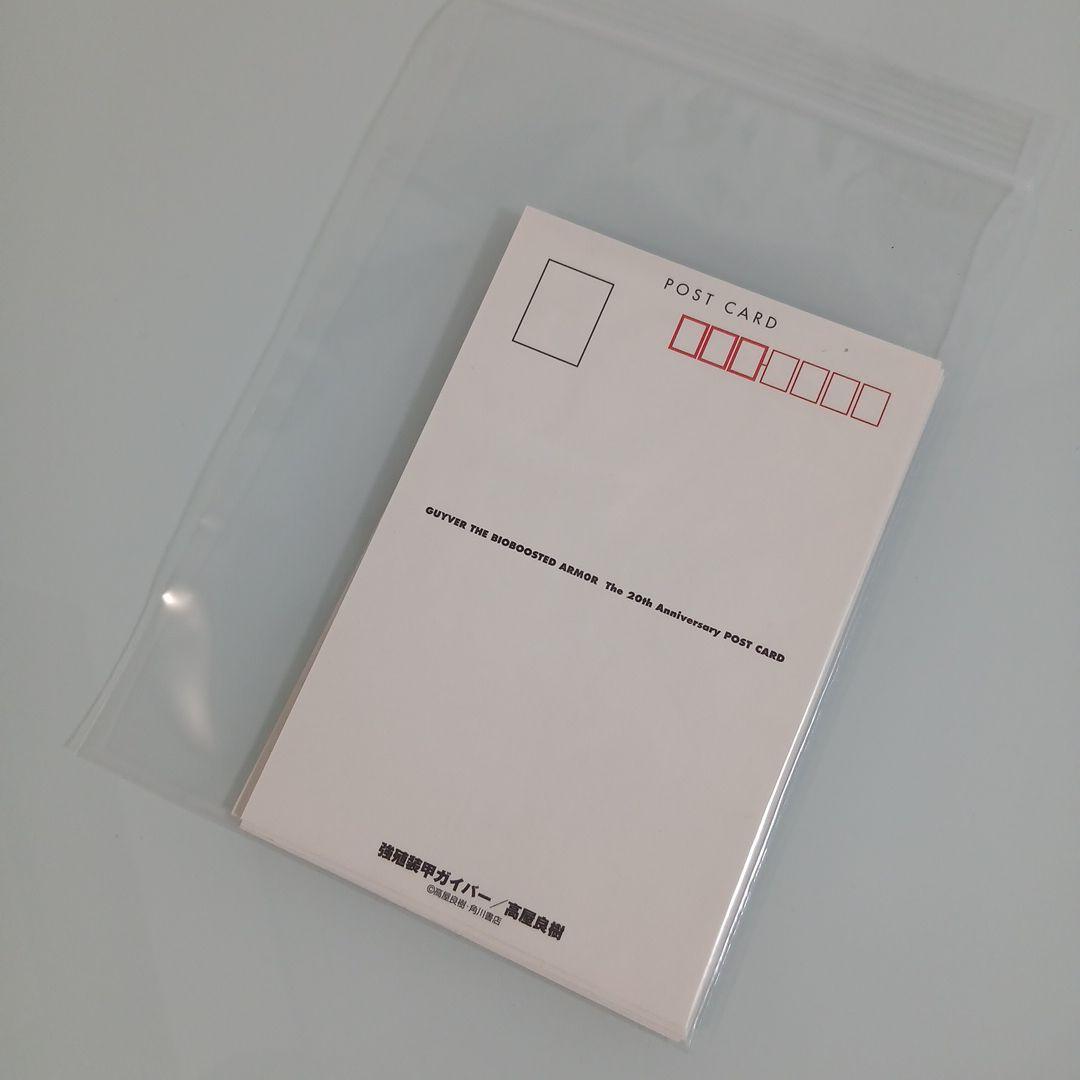 POST CARD
GUYVER THE BIOBOOSTED ARMOR The 20th Anniversary POST CARD
強殖装甲ガイバー／高屋良樹
©高屋良樹・角川書店